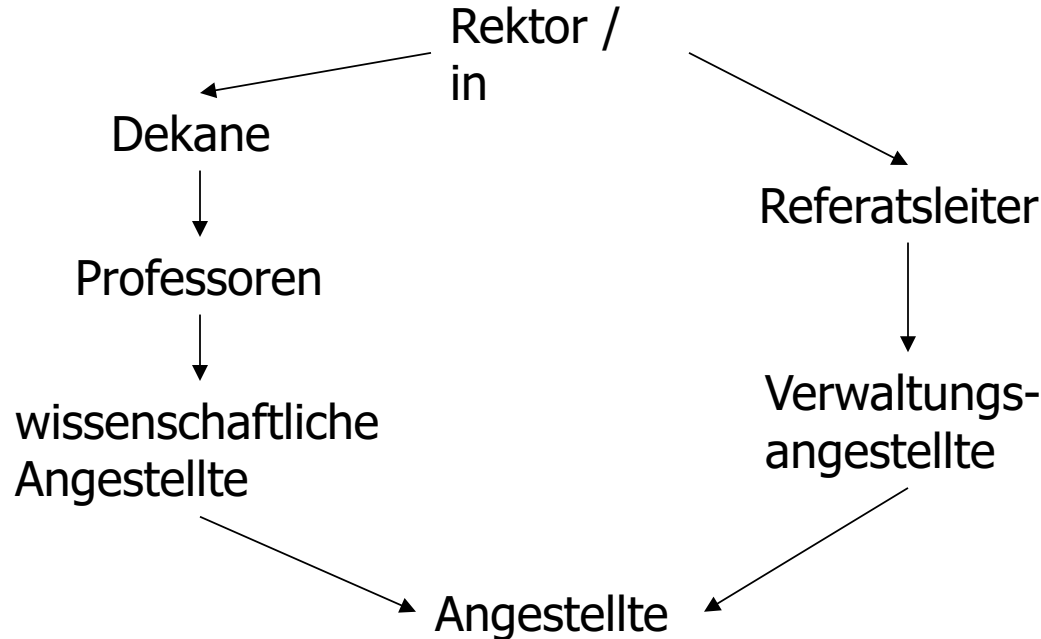 Rektor /
in
Dekane
Referatsleiter
Professoren
Verwaltungs-
angestellte
wissenschaftliche
Angestellte
Angestellte